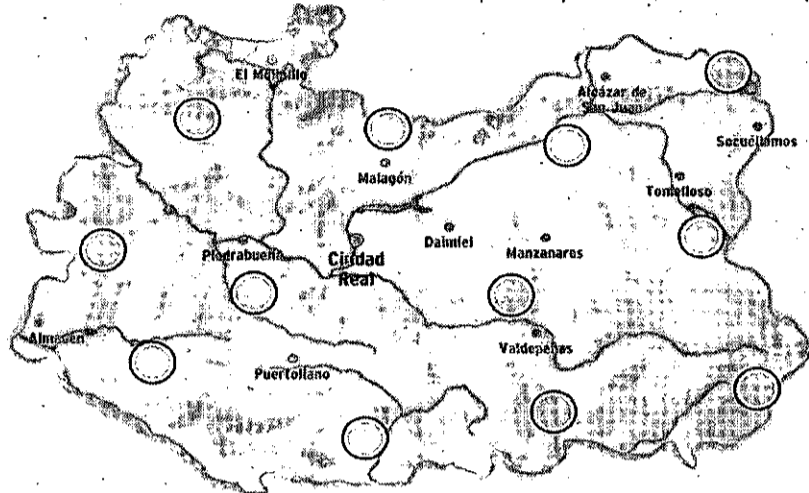 El Molinillo
Alcázar de
San Juan
Socuéllamos
Malagón
Tomelloso
Piedrabuena
Ciudad
Real
Daimiel
Manzanares
Almadén
Valdepeñas
Puertollano